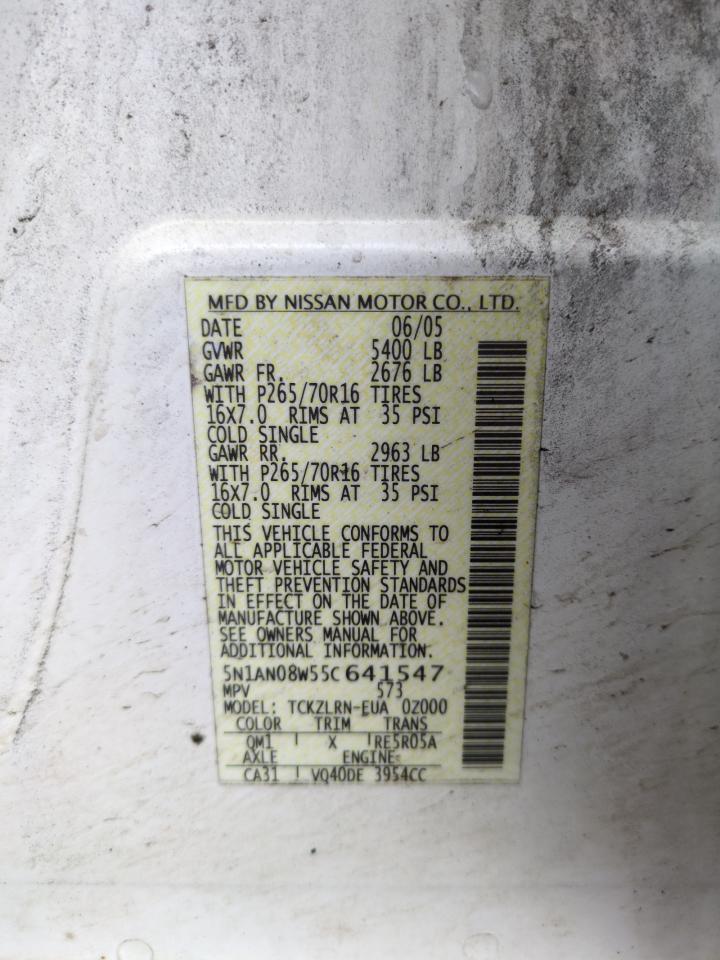 MFD BY NISSAN MOTOR CO., LTD.
DATE 06/05
GVWR 5400 LB
GAWR FR. 2676 LB
WITH P265/70R16 TIRES
16X7.0 RIMS AT 35 PSI
COLD SINGLE
GAWR RR. 2963 LB
WITH P265/70R16 TIRES
16X7.0 RIMS AT 35 PSI
COLD SINGLE
THIS VEHICLE CONFORMS TO
ALL APPLICABLE FEDERAL
MOTOR VEHICLE SAFETY AND
THEFT PREVENTION STANDARDS
IN EFFECT ON THE DATE OF
MANUFACTURE SHOWN ABOVE.
SEE OWNERS MANUAL FOR
ADDITIONAL INFORMATION.
5N1AN08W55C641547
MPV 573
MODEL: TCKZLRN-EUA 0Z000
COLOR TRIM TRANS
QM1 X RE5R05A
AXLE ENGINE
CA31 VQ40DE 3954CC